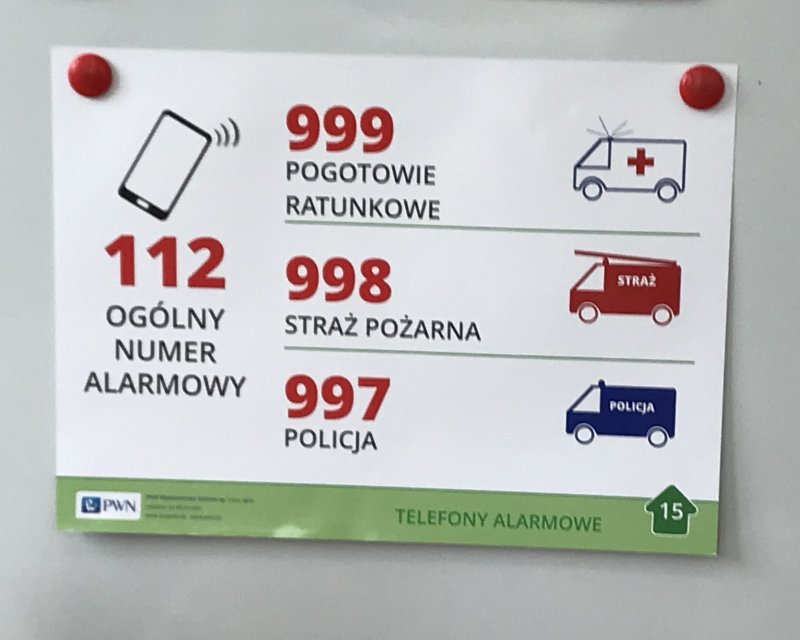 112
OGÓLNY
NUMER
ALARMOWY
999
POGOTOWIE
RATUNKOWE
998
STRAŻ POŻARNA
STRAŻ
997
POLICJA
POLICJA
PWN
TELEFONY ALARMOWE
15